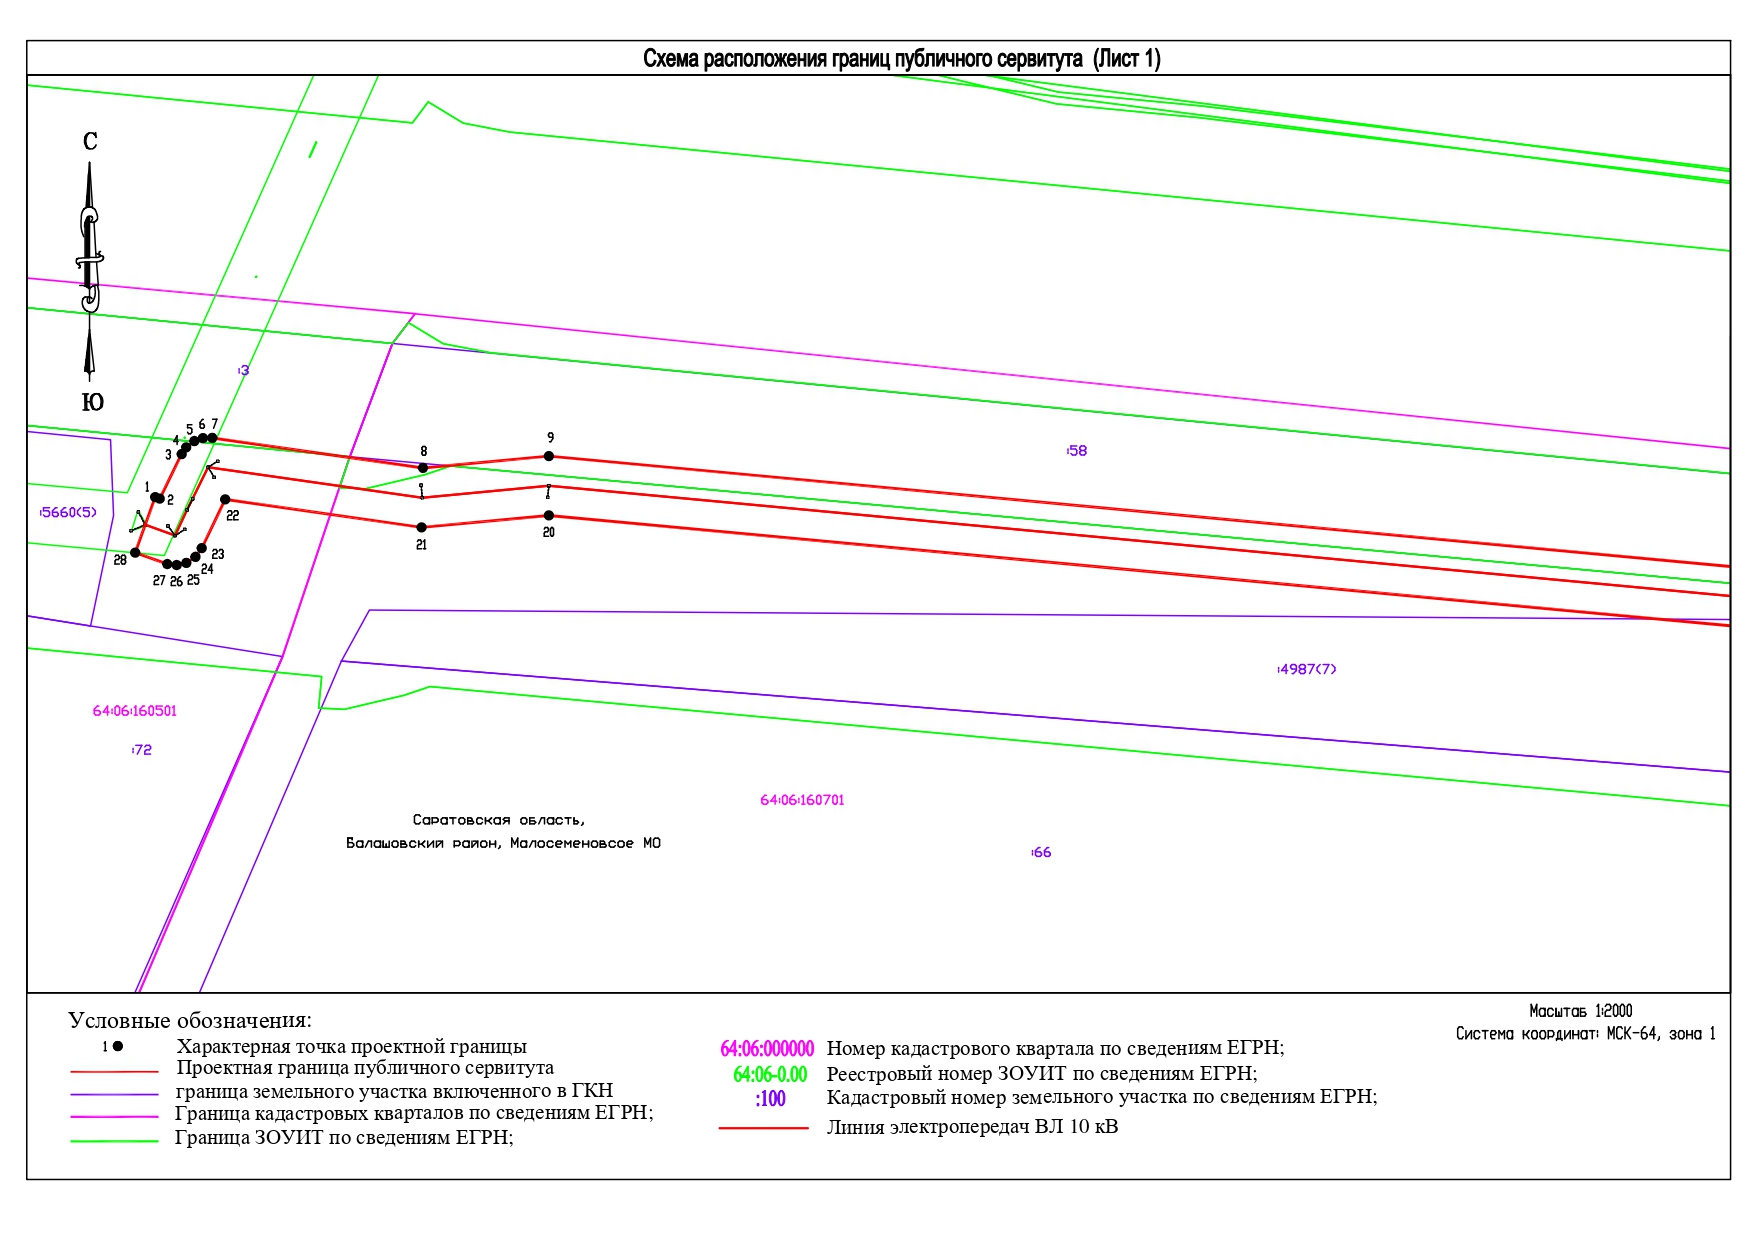 Схема расположения границ публичного сервитута (Лист 1)
С
Ю
:3
:58
5 6 7
4
3
8
9
1
2
:5660(5)
22
21
20
28
23
24
27 26 25
:4987(7)
64:06:160501
:72
64:06:160701
Саратовская область,
Балашовский район, Малосеменовсое МО
:66
Условные обозначения:
1 Характерная точка проектной границы
Проектная граница публичного сервитута
граница земельного участка включенного в ГКН
Граница кадастровых кварталов по сведениям ЕГРН;
Граница ЗОУИТ по сведениям ЕГРН;
64:06:000000 Номер кадастрового квартала по сведениям ЕГРН;
64:06-0.00 Реестровый номер ЗОУИТ по сведениям ЕГРН;
:100 Кадастровый номер земельного участка по сведениям ЕГРН;
Линия электропередач ВЛ 10 кВ
Масштаб 1:2000
Система координат: МСК-64, зона 1